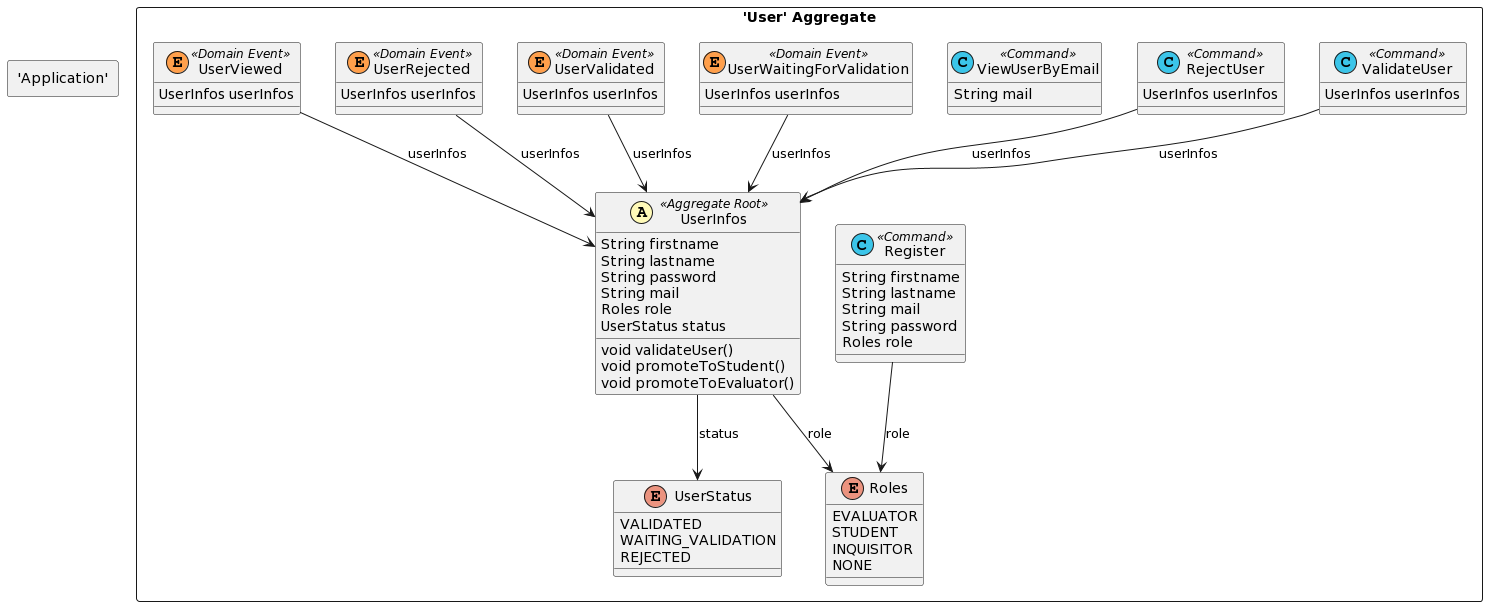 'User' Aggregate
'Application'
E «Domain Event»
UserViewed
UserInfos userInfos
E «Domain Event»
UserRejected
UserInfos userInfos
E «Domain Event»
UserValidated
UserInfos userInfos
E «Domain Event»
UserWaitingForValidation
UserInfos userInfos
C «Command»
ViewUserByEmail
String mail
C «Command»
RejectUser
UserInfos userInfos
C «Command»
ValidateUser
UserInfos userInfos
userInfos
userInfos
userInfos
userInfos
userInfos
userInfos
A «Aggregate Root»
UserInfos
String firstname
String lastname
String password
String mail
Roles role
UserStatus status
void validateUser()
void promoteToStudent()
void promoteToEvaluator()
C «Command»
Register
String firstname
String lastname
String mail
String password
Roles role
status
role
role
E UserStatus
VALIDATED
WAITING_VALIDATION
REJECTED
E Roles
EVALUATOR
STUDENT
INQUISITOR
NONE